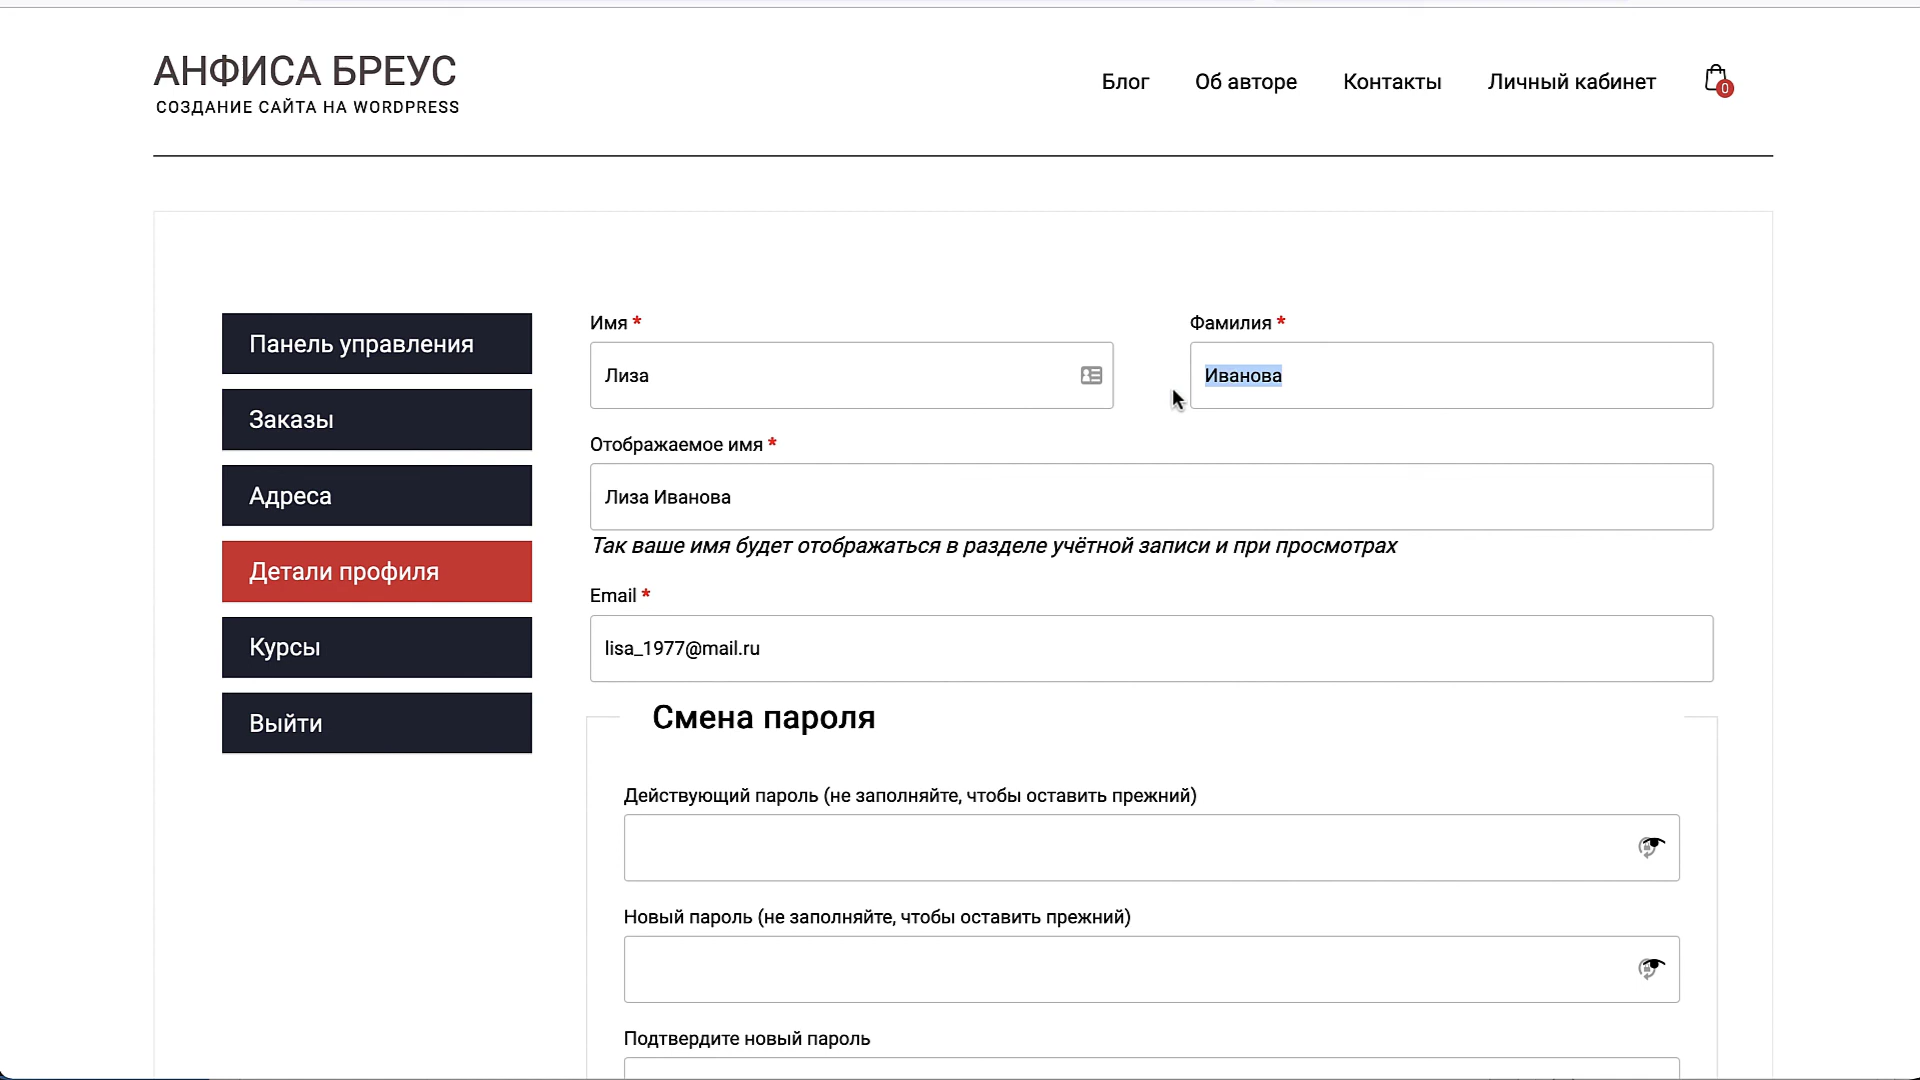 АНФИСА БРЕУС
СОЗДАНИЕ САЙТА НА WORDPRESS
Блог
Об авторе
Контакты
Личный кабинет
0
Панель управления
Заказы
Адреса
Детали профиля
Курсы
Выйти
Имя *
Фамилия *
Лиза
Иванова
Отображаемое имя *
Лиза Иванова
Так ваше имя будет отображаться в разделе учётной записи и при просмотрах
Email *
lisa_1977@mail.ru
Смена пароля
Действующий пароль (не заполняйте, чтобы оставить прежний)
Новый пароль (не заполняйте, чтобы оставить прежний)
Подтвердите новый пароль